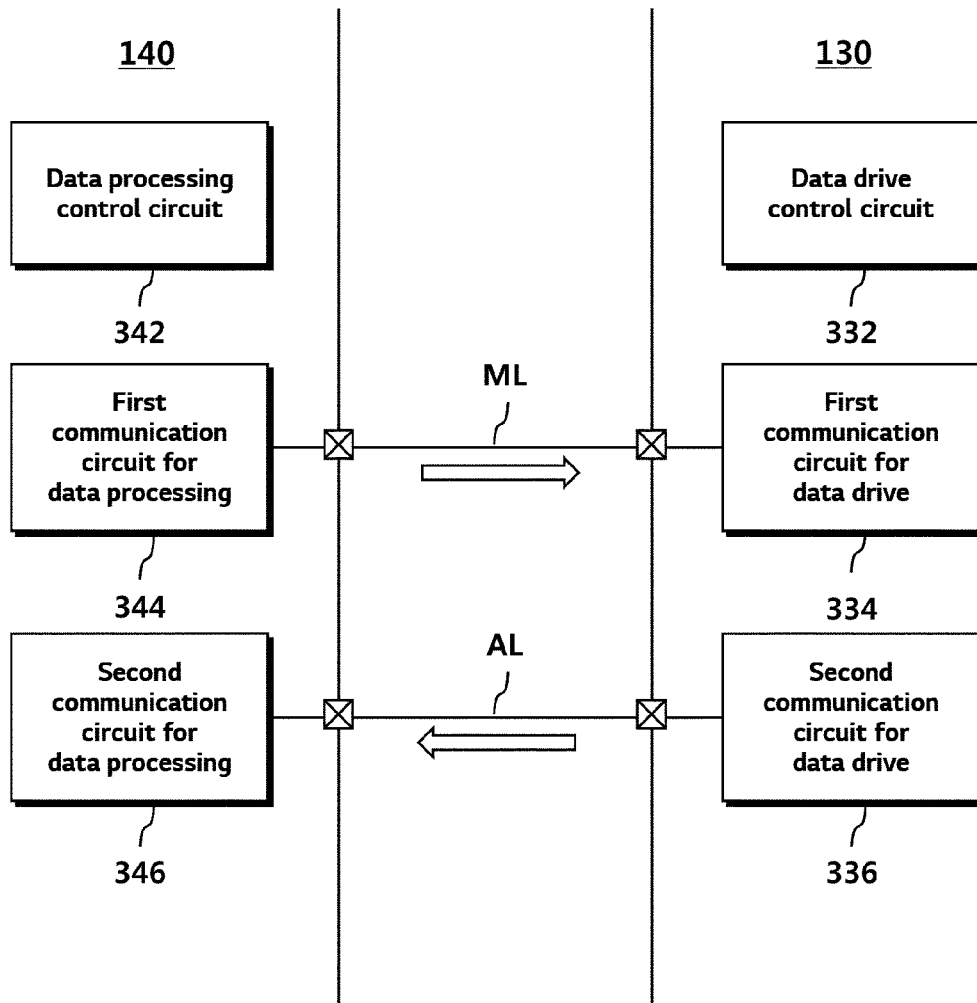 140
130
Data processing
control circuit
Data drive
control circuit
342
332
First
communication
circuit for
data processing
ML
First
communication
circuit for
data drive
344
334
Second
communication
circuit for
data processing
AL
Second
communication
circuit for
data drive
346
336